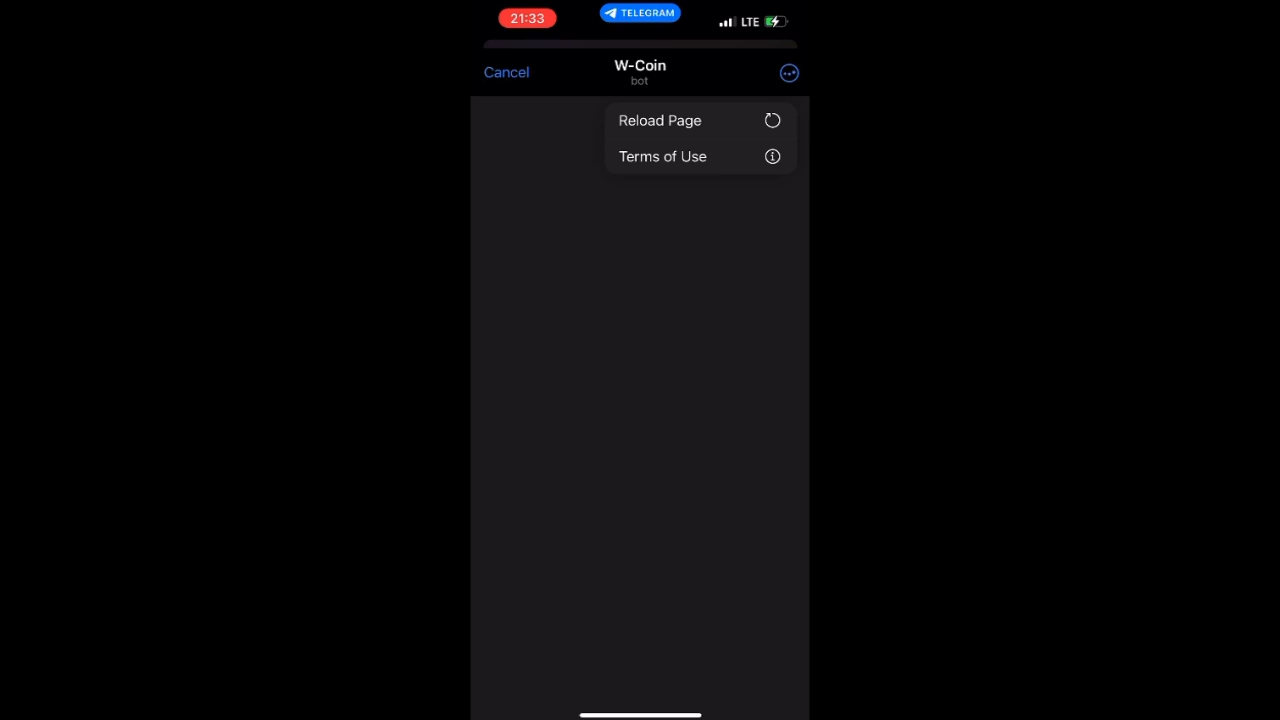 21:33
TELEGRAM
LTE
Cancel
W-Coin
bot
Reload Page
Terms of Use